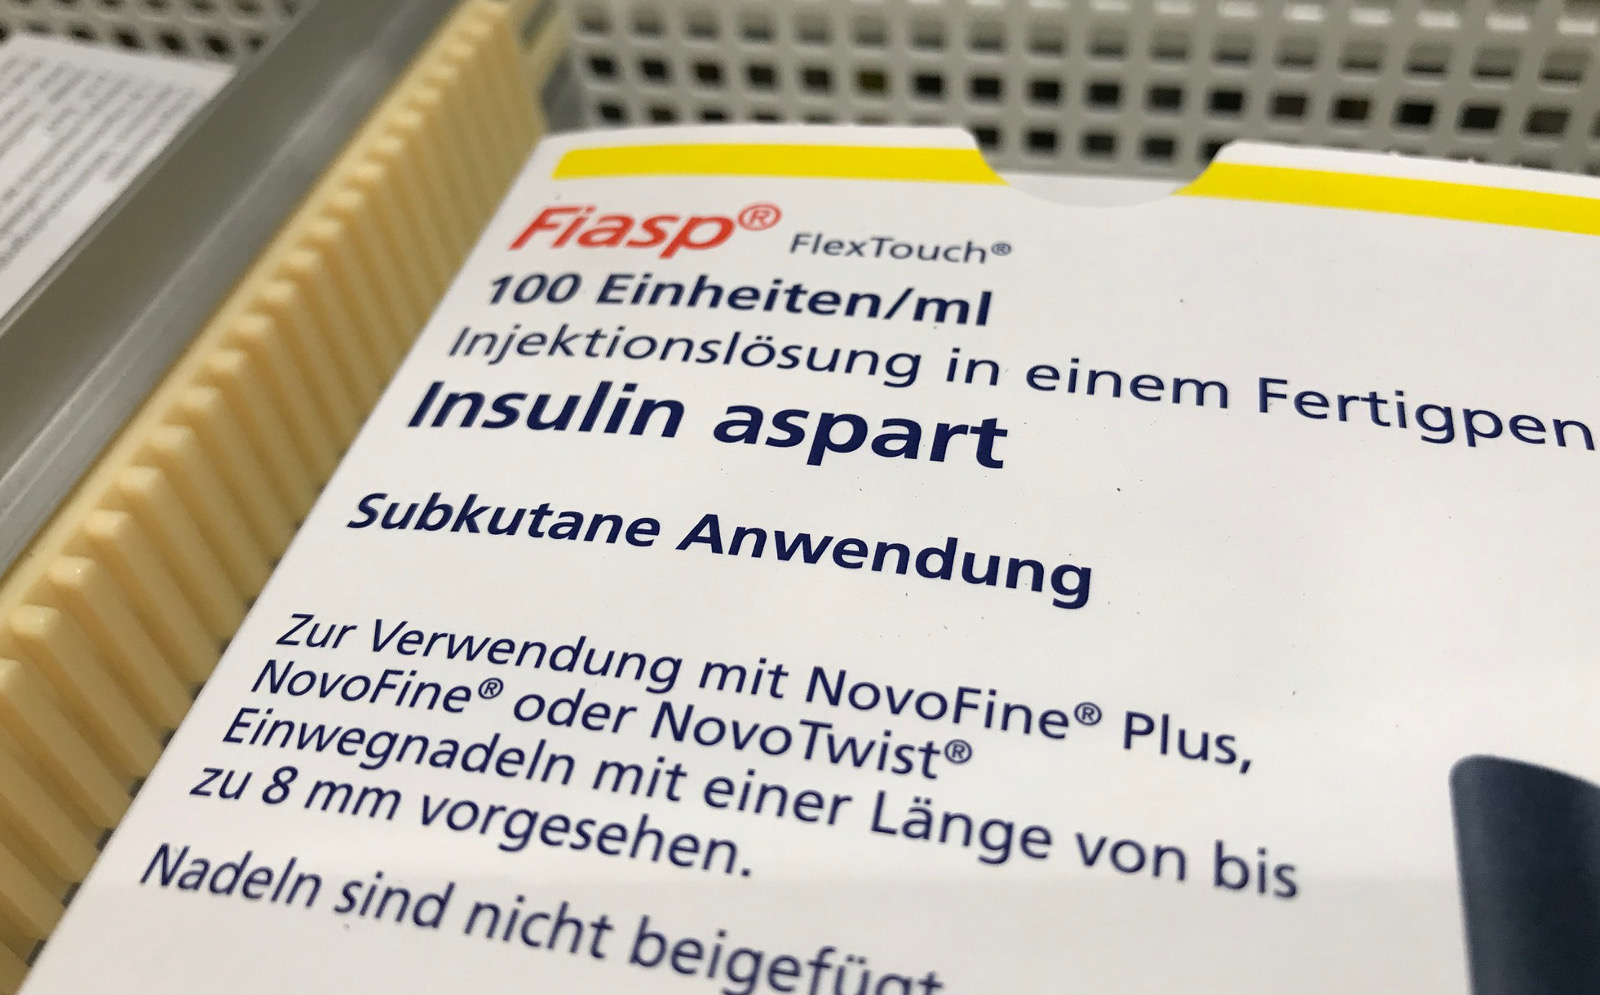 Fiasp® FlexTouch®
100 Einheiten/ml
Injektionslösung in einem Fertigpen
Insulin aspart
Subkutane Anwendung
Zur Verwendung mit NovoFine® Plus,
NovoFine® oder NovoTwist®
Einwegnadeln mit einer Länge von bis
zu 8 mm vorgesehen.
Nadeln sind nicht beigefügt